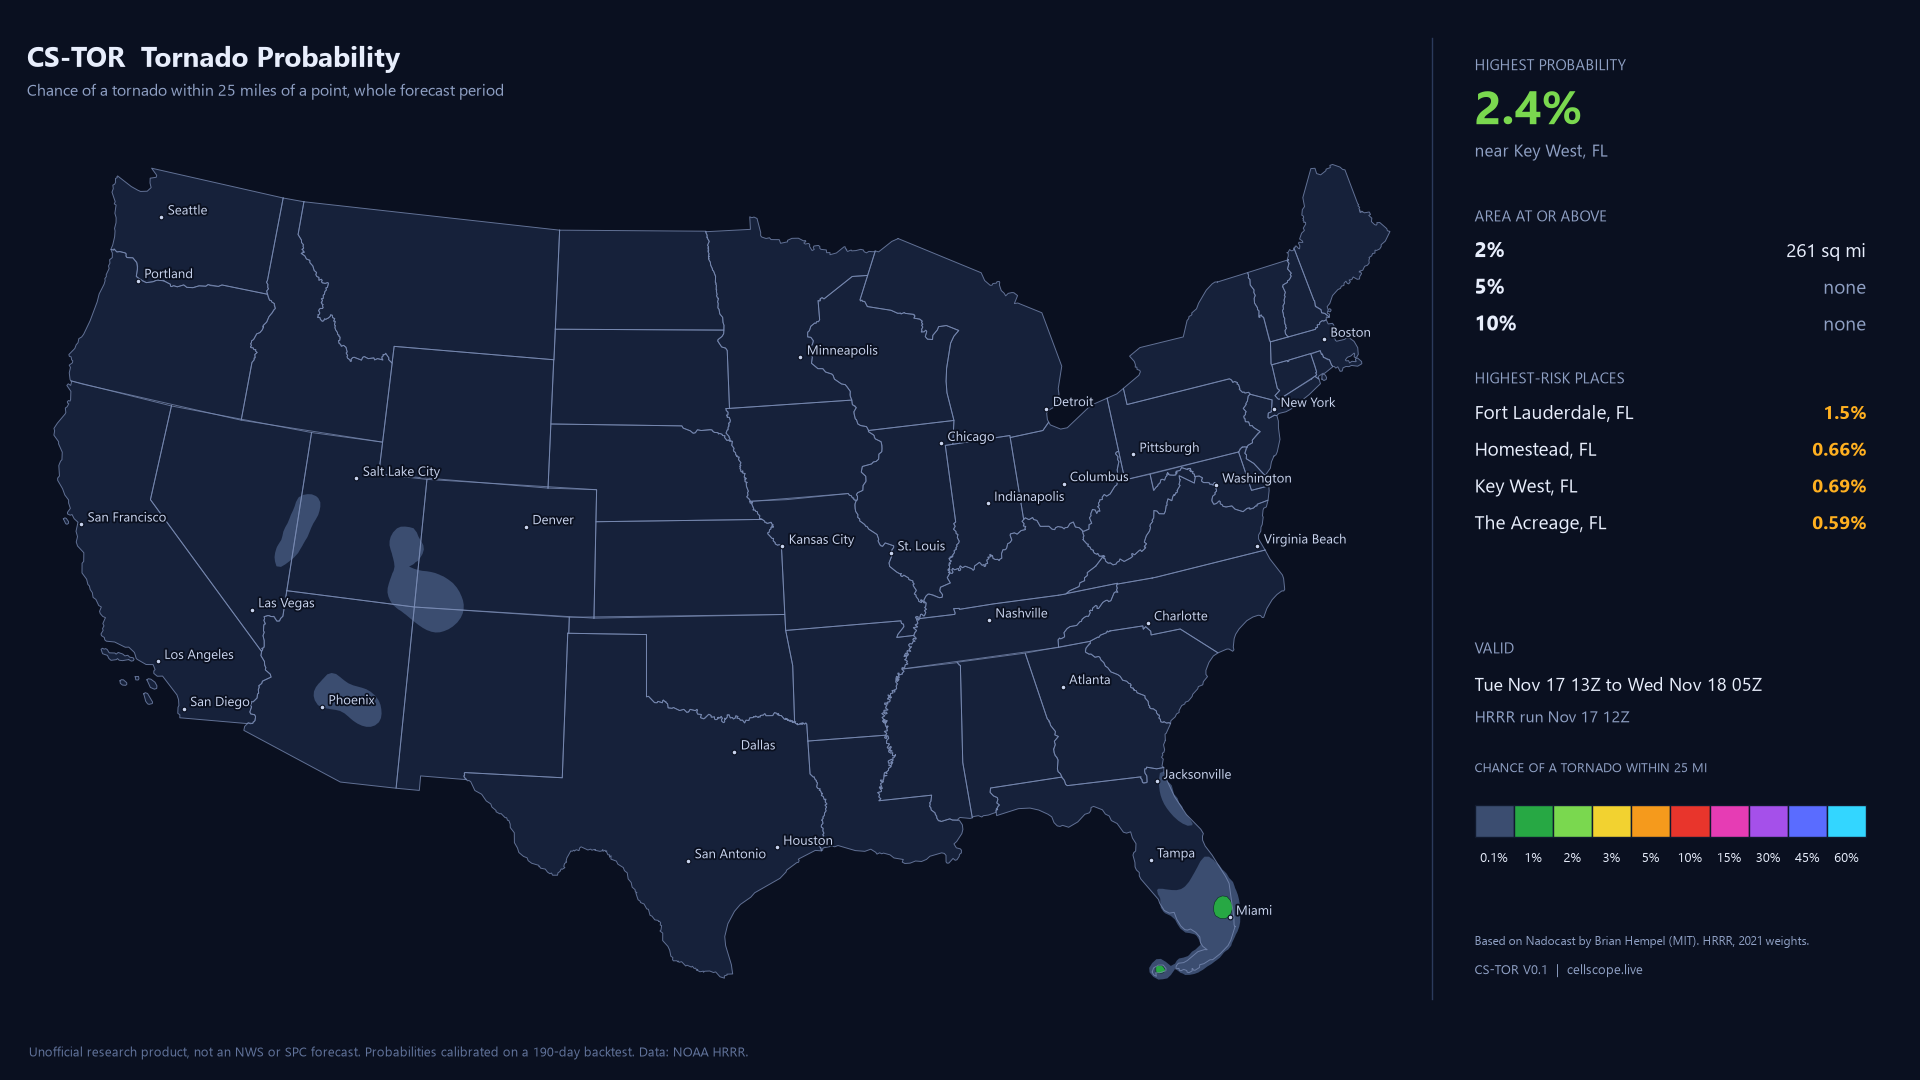 CS-TOR  Tornado Probability
Chance of a tornado within 25 miles of a point, whole forecast period
Seattle
Portland
Minneapolis
Boston
Detroit
New York
Chicago
Pittsburgh
Salt Lake City
Columbus
Washington
Indianapolis
San Francisco
Denver
Kansas City
St. Louis
Virginia Beach
Las Vegas
Nashville
Charlotte
Los Angeles
Atlanta
San Diego
Phoenix
Dallas
Jacksonville
Houston
San Antonio
Tampa
Miami
HIGHEST PROBABILITY
2.4%
near Key West, FL
AREA AT OR ABOVE
2% 261 sq mi
5% none
10% none
HIGHEST-RISK PLACES
Fort Lauderdale, FL 1.5%
Homestead, FL 0.66%
Key West, FL 0.69%
The Acreage, FL 0.59%
VALID
Tue Nov 17 13Z to Wed Nov 18 05Z
HRRR run Nov 17 12Z
CHANCE OF A TORNADO WITHIN 25 MI
0.1% 1% 2% 3% 5% 10% 15% 30% 45% 60%
Based on Nadocast by Brian Hempel (MIT). HRRR, 2021 weights.
CS-TOR V0.1 | cellscope.live
Unofficial research product, not an NWS or SPC forecast. Probabilities calibrated on a 190-day backtest. Data: NOAA HRRR.